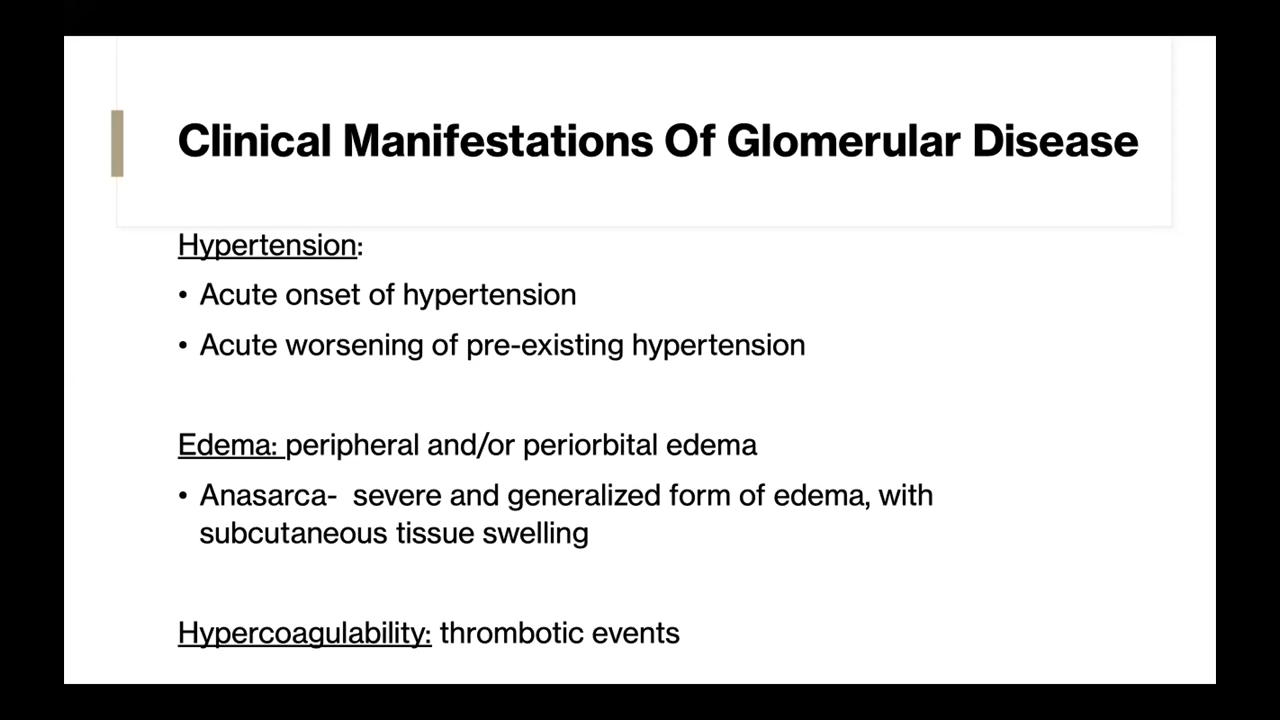 Clinical Manifestations Of Glomerular Disease
Hypertension:
• Acute onset of hypertension
• Acute worsening of pre-existing hypertension
Edema: peripheral and/or periorbital edema
• Anasarca-  severe and generalized form of edema, with
subcutaneous tissue swelling
Hypercoagulability: thrombotic events